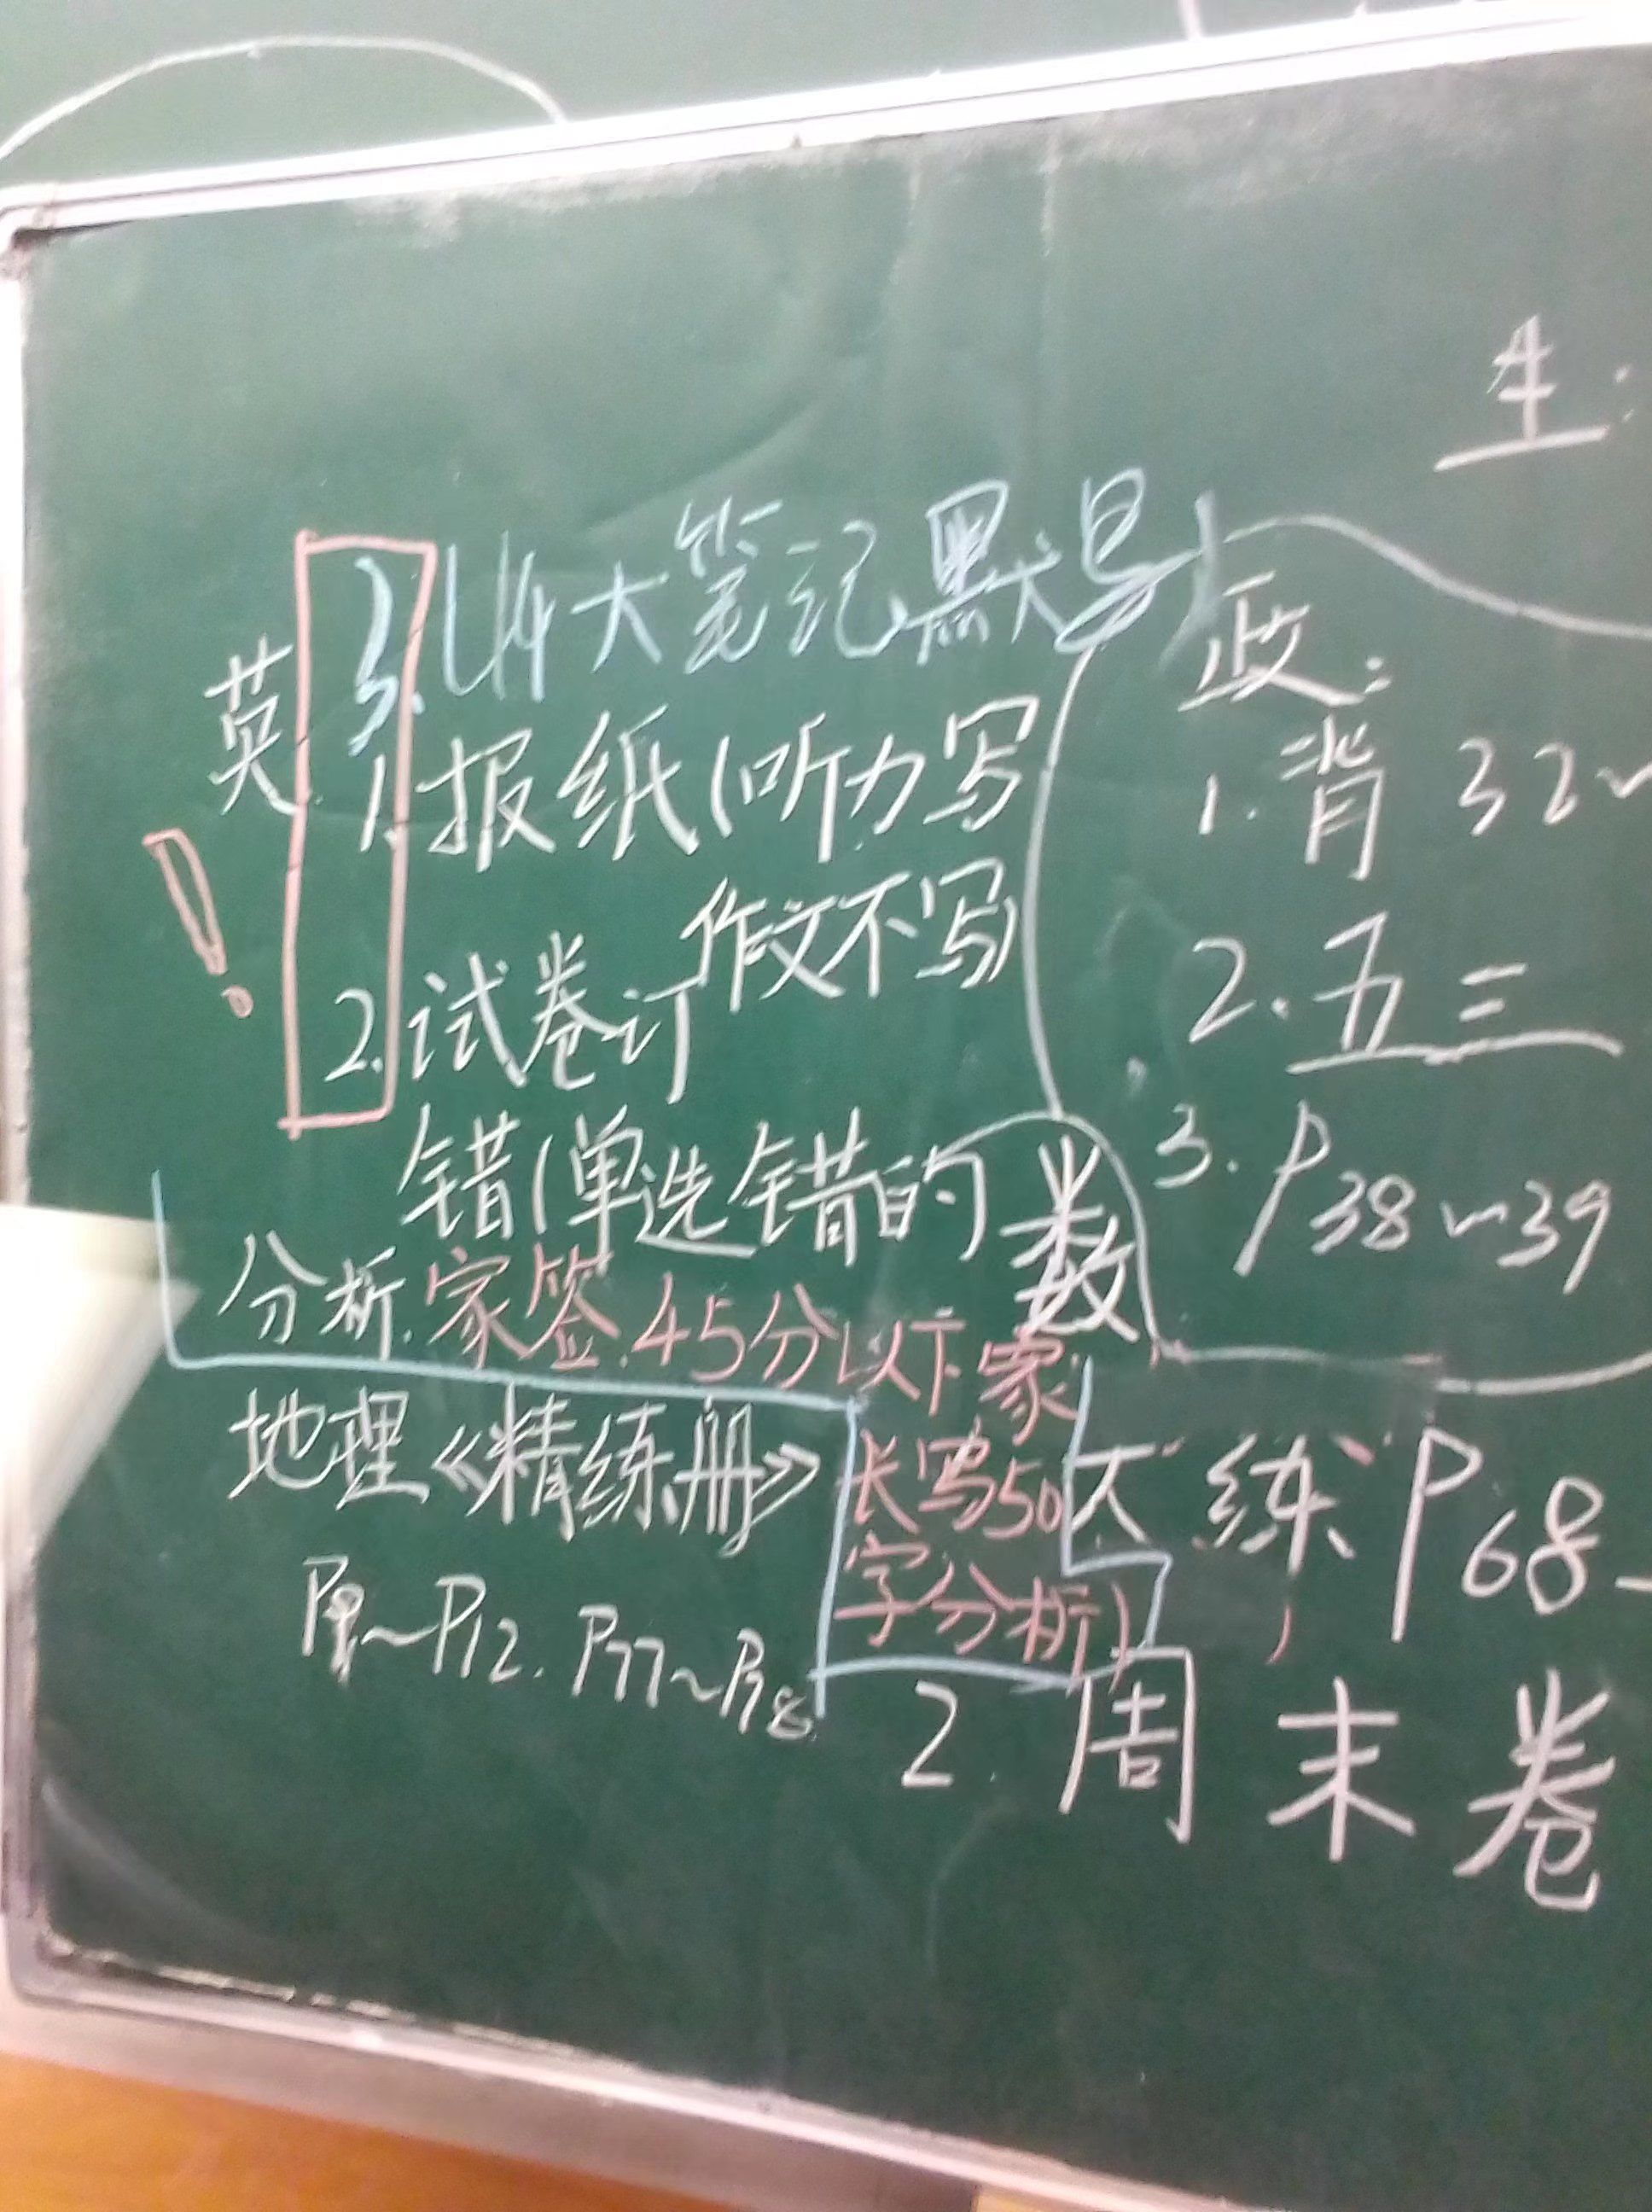 生:
英
3. U4大笔记默
1. 报纸(听力写
作文不写)
2. 试卷订
错(单选错的
分析.家签.45分以下家
长写50
字分析)
地理《精练册》
~P12. P77~P78
政:
1. 背 32~
2. 五三
3. P38~39
数
大练 P68-
2. 周末卷